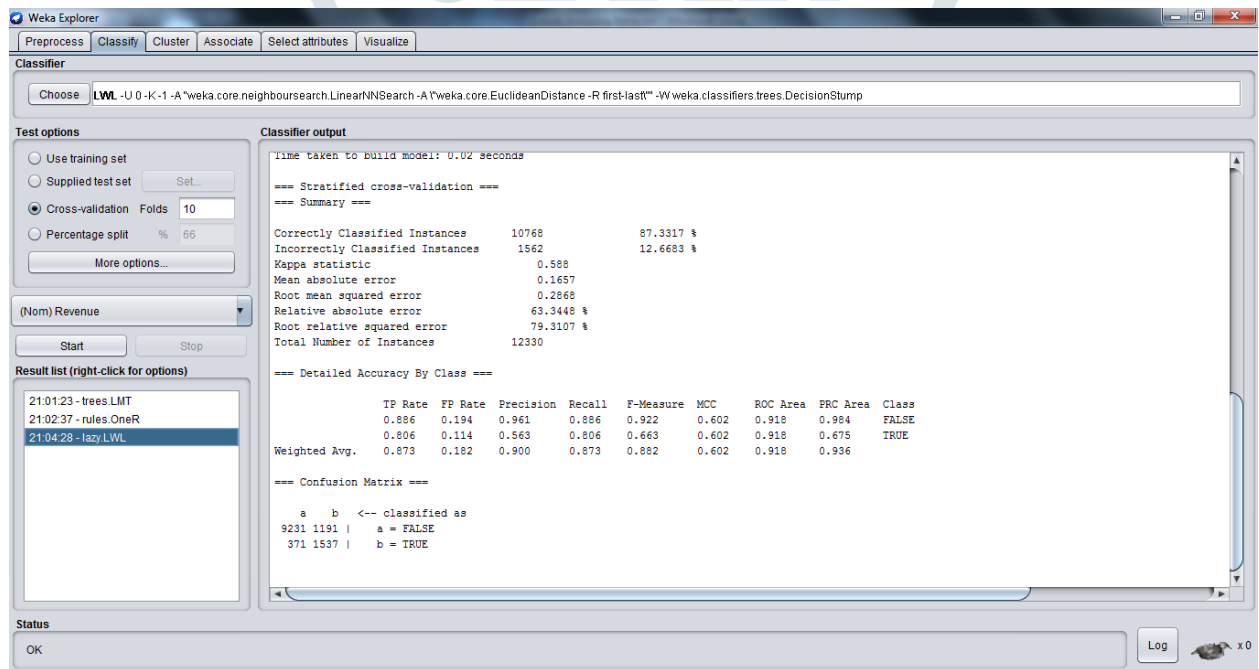 Weka Explorer
Preprocess Classify Cluster Associate Select attributes Visualize
Classifier
Choose LWL -U 0 -K -1 -A "weka.core.neighboursearch.LinearNNSearch -A \"weka.core.EuclideanDistance -R first-last\"" -W weka.classifiers.trees.DecisionStump
Test options
Use training set
Supplied test set Set...
Cross-validation Folds 10
Percentage split % 66
More options...
(Nom) Revenue
Start Stop
Result list (right-click for options)
21:01:23 - trees.LMT
21:02:37 - rules.OneR
21:04:28 - lazy.LWL
Classifier output
Time taken to build model: 0.02 seconds
=== Stratified cross-validation ===
=== Summary ===
Correctly Classified Instances 10768 87.3317 %
Incorrectly Classified Instances 1562 12.6683 %
Kappa statistic 0.588
Mean absolute error 0.1657
Root mean squared error 0.2868
Relative absolute error 63.3448 %
Root relative squared error 79.3107 %
Total Number of Instances 12330
=== Detailed Accuracy By Class ===
TP Rate FP Rate Precision Recall F-Measure MCC ROC Area PRC Area Class
0.886 0.194 0.961 0.886 0.922 0.602 0.918 0.984 FALSE
0.806 0.114 0.563 0.806 0.663 0.602 0.918 0.675 TRUE
Weighted Avg. 0.873 0.182 0.900 0.873 0.882 0.602 0.918 0.936
=== Confusion Matrix ===
a b <-- classified as
9231 1191 | a = FALSE
371 1537 | b = TRUE
Status
OK
Log x 0